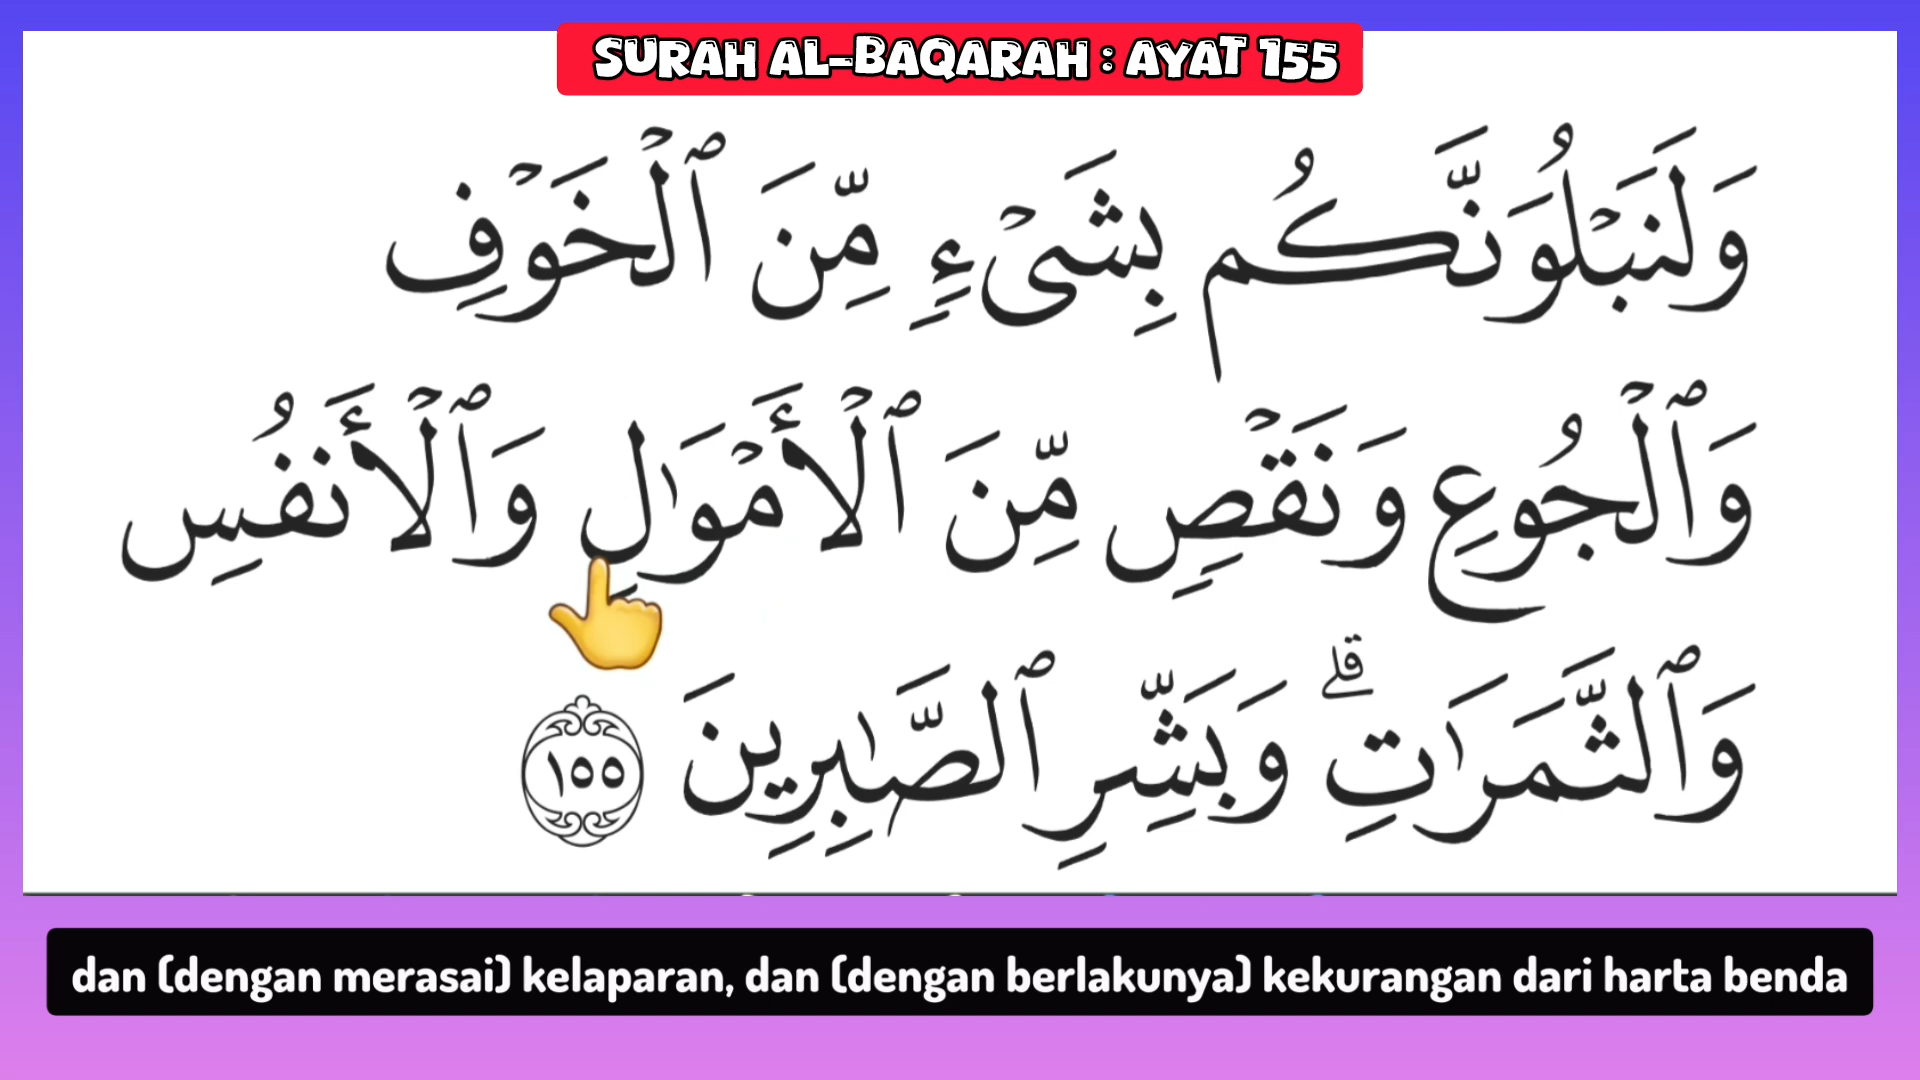 SURAH AL-BAQARAH : AYAT 155
وَلَنَبْلُوَنَّكُم بِشَىْءٍ مِّنَ ٱلْخَوْفِ
وَٱلْجُوعِ وَنَقْصٍ مِّنَ ٱلْأَمْوَٰلِ وَٱلْأَنفُسِ
وَٱلثَّمَرَٰتِ ۗ وَبَشِّرِ ٱلصَّـٰبِرِينَ ١٥٥
dan (dengan merasai) kelaparan, dan (dengan berlakunya) kekurangan dari harta benda